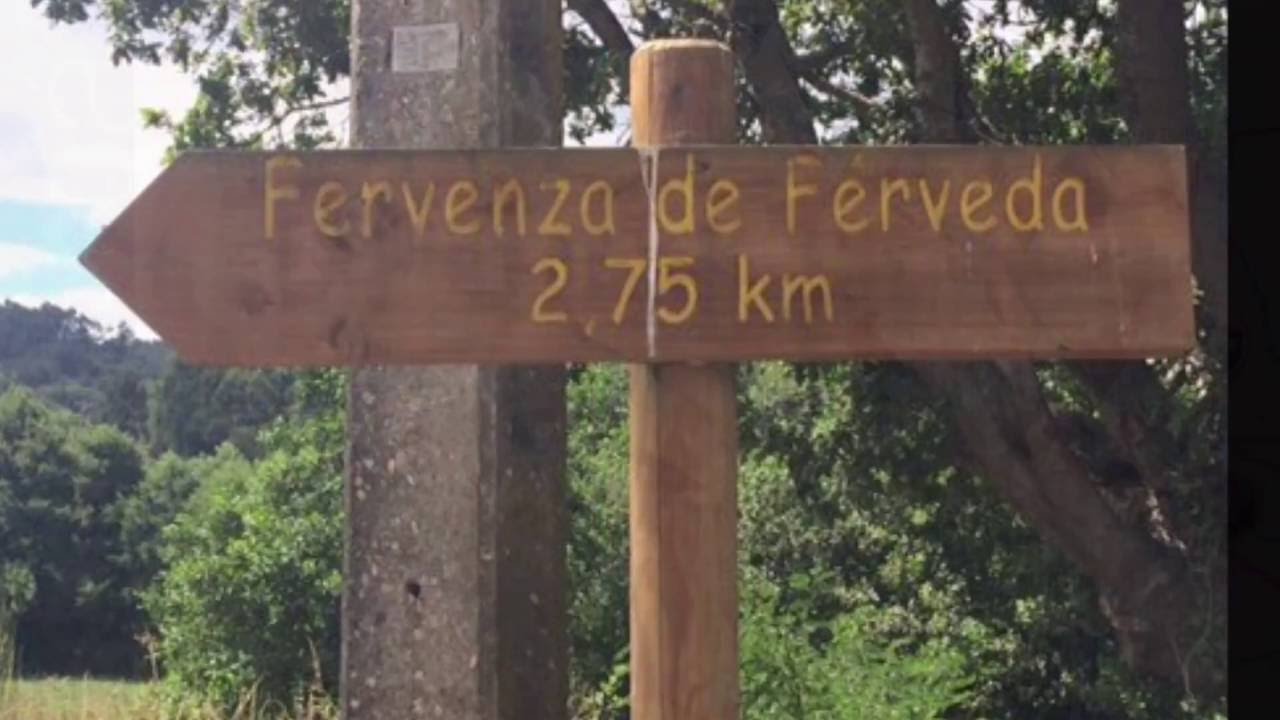 Fervenza de Férveda
2,75 km